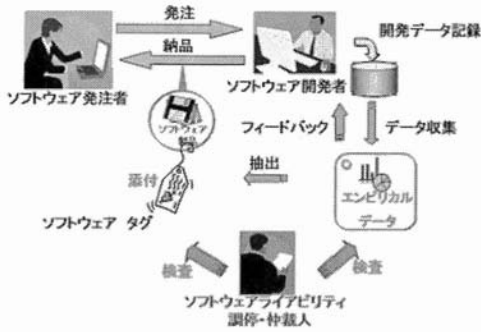 発注
納品
開発データ記録
ソフトウェア発注者
ソフトウェア開発者
ソフトウェア
製品
フィードバック
データ収集
添付
抽出
エンピリカル
データ
ソフトウェア タグ
検査
検査
ソフトウェアライアビリティ
調停・仲裁人